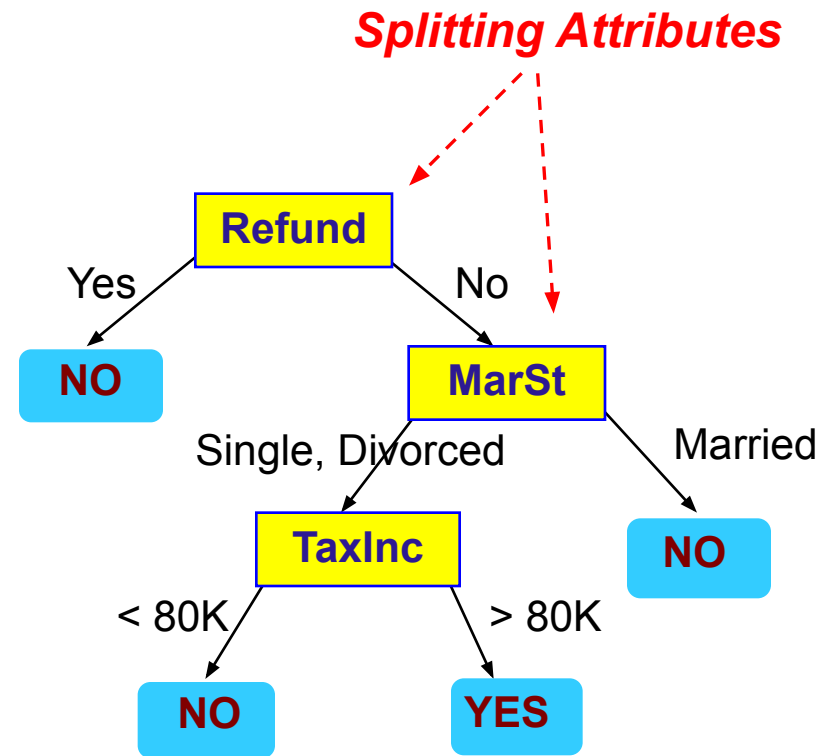 Splitting Attributes
Refund
Yes
No
NO
MarSt
Single, Divorced
Married
TaxInc
NO
< 80K
> 80K
NO
YES